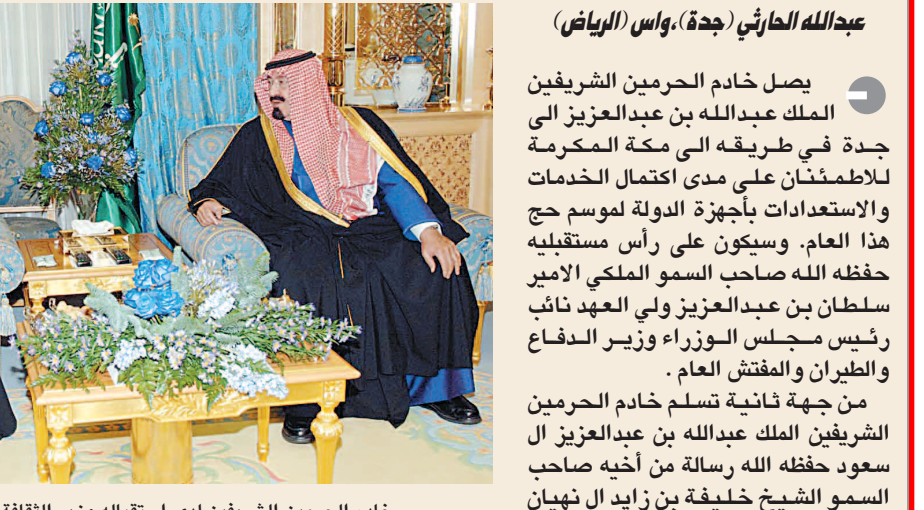 عبدالله الحارثي (جدة)، واس (الرياض)
يصل خادم الحرمين الشريفين
الملك عبدالله بن عبدالعزيز الى
جدة في طريقه الى مكة المكرمة
للاطمئنان على مدى اكتمال الخدمات
والاستعدادات بأجهزة الدولة لموسم حج
هذا العام. وسيكون على رأس مستقبليه
حفظه الله صاحب السمو الملكي الامير
سلطان بن عبدالعزيز ولي العهد نائب
رئيس مجلس الوزراء وزير الدفاع
والطيران والمفتش العام .
من جهة ثانية تسلم خادم الحرمين
الشريفين الملك عبدالله بن عبدالعزيز ال
سعود حفظه الله رسالة من أخيه صاحب
السمو الشيخ خليفة بن زايد ال نهيان